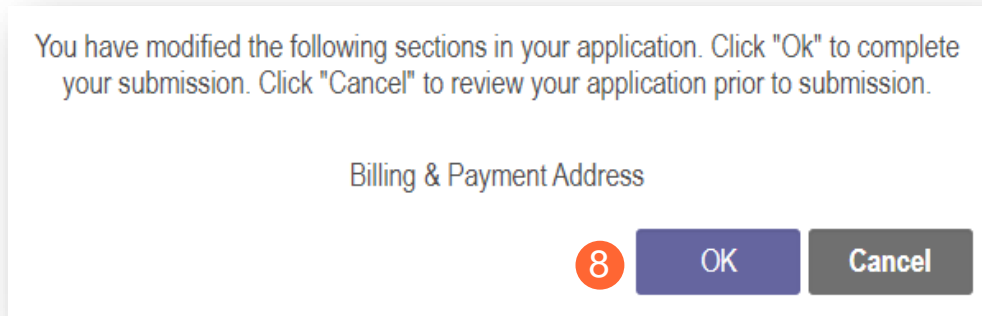 You have modified the following sections in your application. Click "Ok" to complete
your submission. Click "Cancel" to review your application prior to submission.
Billing & Payment Address
8 OK Cancel